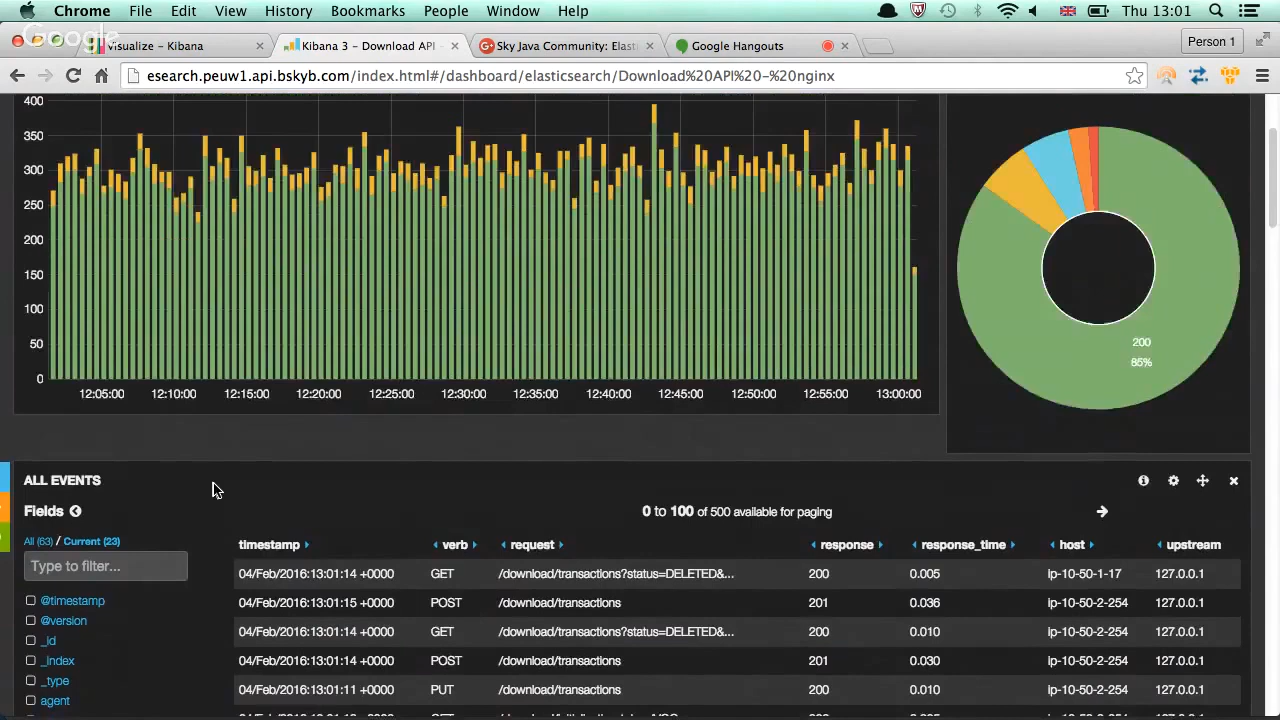 Chrome File Edit View History Bookmarks People Window Help Thu 13:01
Google
Visualize – Kibana
Kibana 3 – Download API –
Sky Java Community: Elast
Google Hangouts
Person 1
esearch.peuw1.api.bskyb.com/index.html#/dashboard/elasticsearch/Download%20API%20-%20nginx
400
350
300
250
200
150
100
50
0
12:05:00 12:10:00 12:15:00 12:20:00 12:25:00 12:30:00 12:35:00 12:40:00 12:45:00 12:50:00 12:55:00 13:00:00
200
85%
ALL EVENTS
Fields
0 to 100 of 500 available for paging
All (63) / Current (23)
Type to filter...
@timestamp
@version
_id
_index
_type
agent
timestamp verb request response response_time host upstream
04/Feb/2016:13:01:14 +0000 GET /download/transactions?status=DELETED&... 200 0.005 ip-10-50-1-17 127.0.0.1
04/Feb/2016:13:01:15 +0000 POST /download/transactions 201 0.036 ip-10-50-2-254 127.0.0.1
04/Feb/2016:13:01:14 +0000 GET /download/transactions?status=DELETED&... 200 0.010 ip-10-50-2-254 127.0.0.1
04/Feb/2016:13:01:14 +0000 POST /download/transactions 201 0.030 ip-10-50-2-254 127.0.0.1
04/Feb/2016:13:01:11 +0000 PUT /download/transactions 200 0.010 ip-10-50-2-254 127.0.0.1